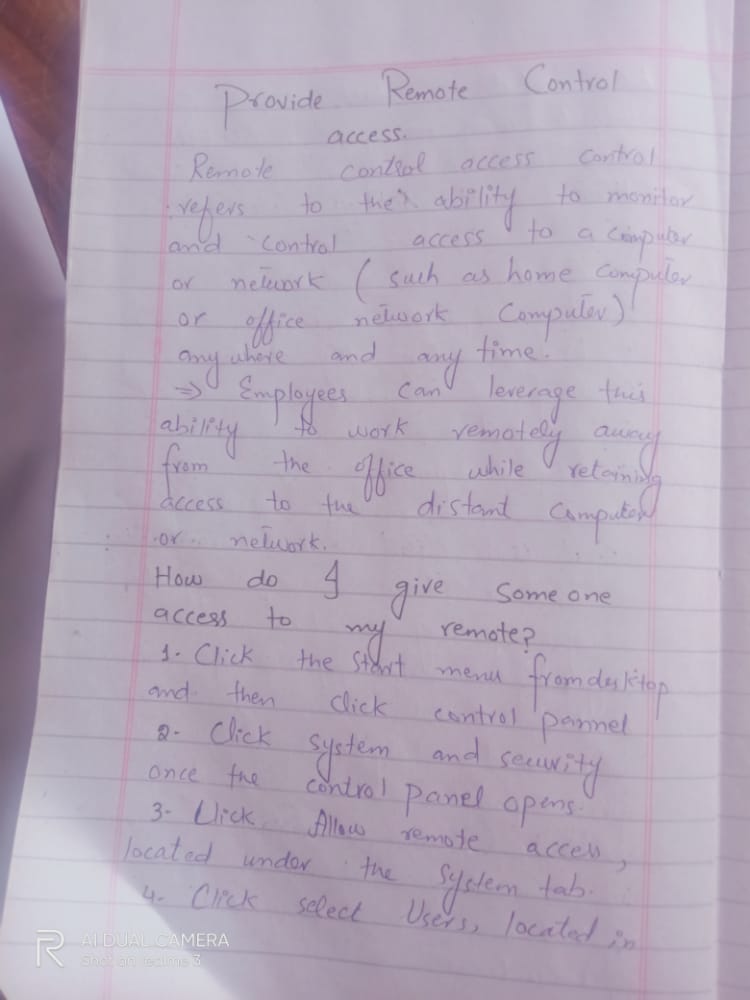 Provide Remote Control
access.
Remote control access control
refers to the ability to monitor
and control access to a computer
or network (such as home computer
or office network Computer)
any where and any time.
⇒ Employees can leverage this
ability to work remotely away
from the office while retaining
access to the distant computer
or network.
How do I give some one
access to my remote?
1- Click the start menu from desktop
and then click control pannel
2- Click system and security
once the control panel opens.
3- Click Allow remote access,
located under the system tab.
4- Click select Users, located in
AI DUAL CAMERA
Shot on realme 3